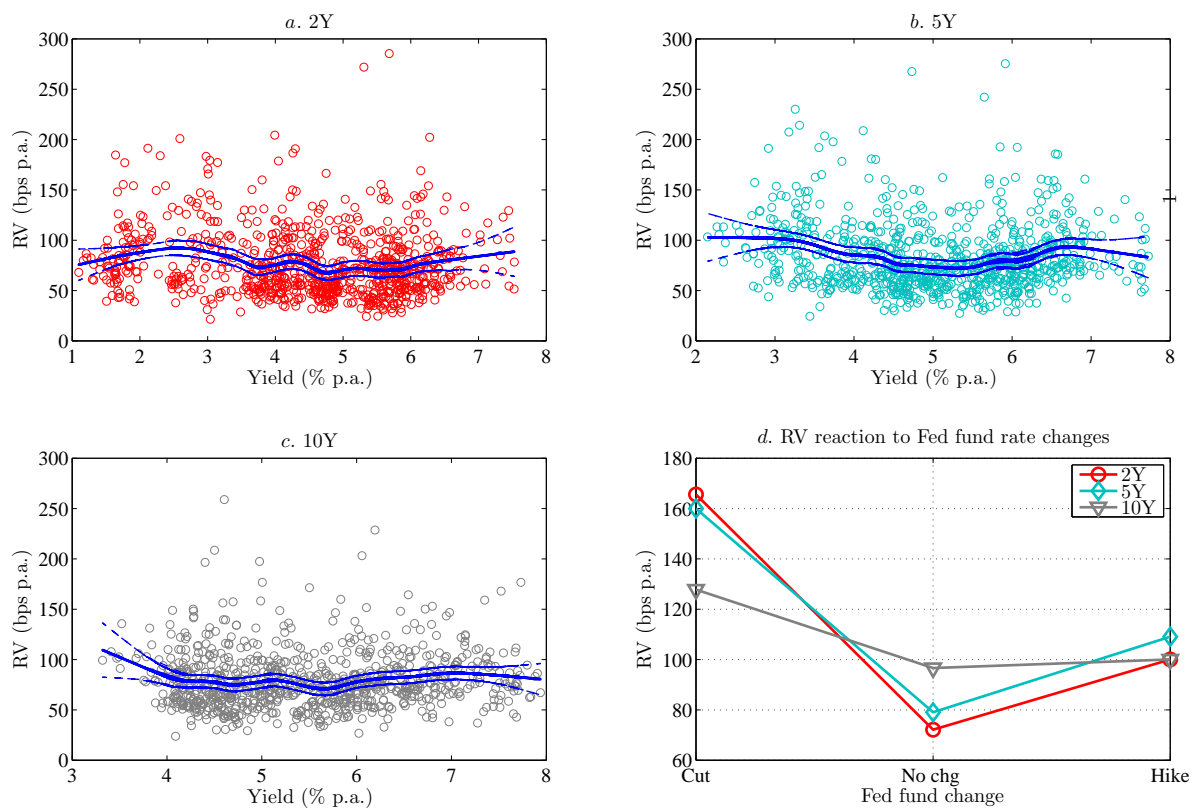 a. 2Y
300
250
200
150
100
50
0
RV (bps p.a.)
1 2 3 4 5 6 7 8
Yield (% p.a.)
b. 5Y
300
250
200
150
100
50
0
RV (bps p.a.)
2 3 4 5 6 7 8
Yield (% p.a.)
1
c. 10Y
300
250
200
150
100
50
0
RV (bps p.a.)
3 4 5 6 7 8
Yield (% p.a.)
d. RV reaction to Fed fund rate changes
180
160
140
120
100
80
60
RV (bps p.a.)
2Y
5Y
10Y
Cut No chg Hike
Fed fund change